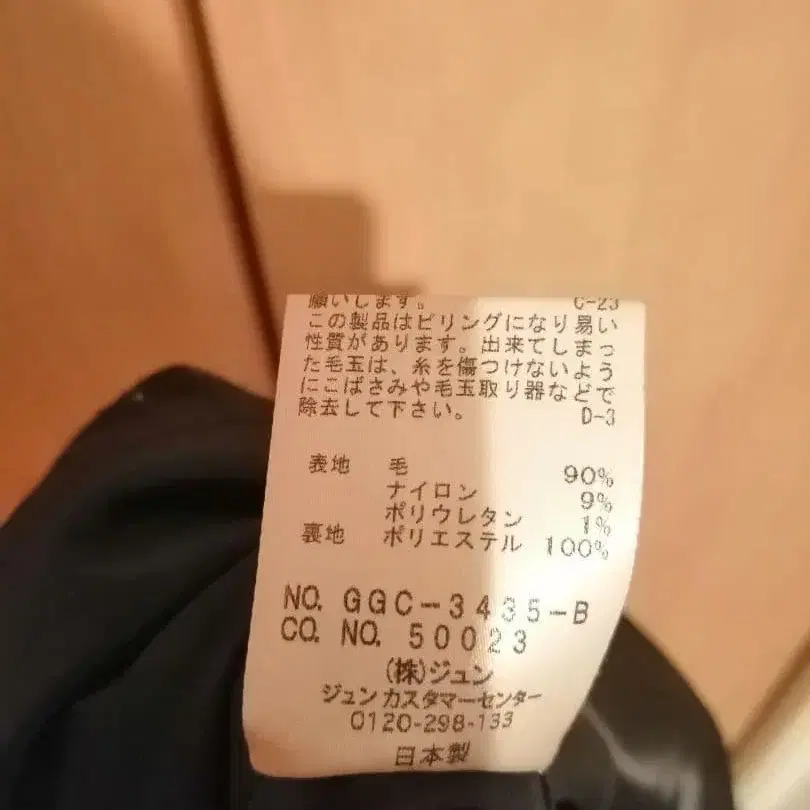 願いします。 C-23
この製品はピリングになり易い
性質があります。出来てしまっ
た毛玉は、糸を傷つけないよう
にこばさみや毛玉取り器などで
除去して下さい。 D-3
表地 毛 90%
ナイロン 9%
ポリウレタン 1%
裏地 ポリエステル 100%
NO. GGC-3435-B
CO. NO. 50023
(株)ジュン
ジュンカスタマーセンター
0120-298-133
日本製